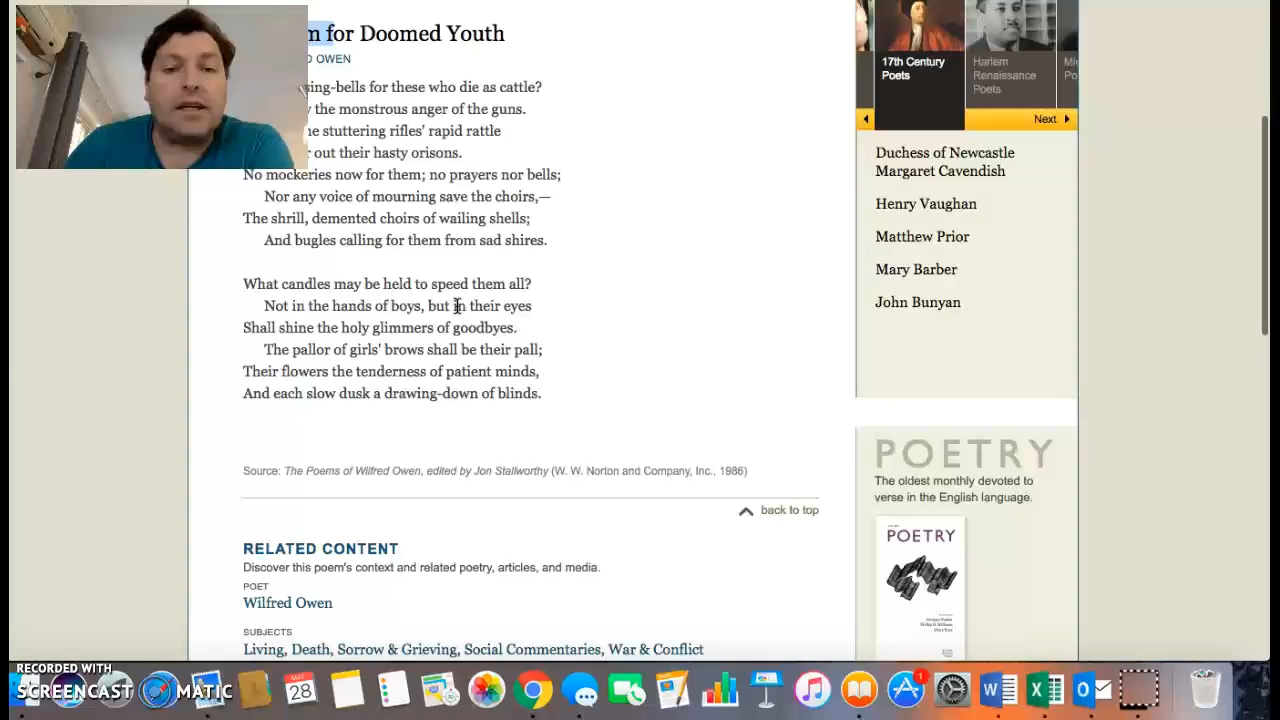 m for Doomed Youth
D OWEN
sing-bells for these who die as cattle?
the monstrous anger of the guns.
stuttering rifles' rapid rattle
out their hasty orisons.
No mockeries now for them; no prayers nor bells;
Nor any voice of mourning save the choirs,—
The shrill, demented choirs of wailing shells;
And bugles calling for them from sad shires.
What candles may be held to speed them all?
Not in the hands of boys, but in their eyes
Shall shine the holy glimmers of goodbyes.
The pallor of girls' brows shall be their pall;
Their flowers the tenderness of patient minds,
And each slow dusk a drawing-down of blinds.
Source: The Poems of Wilfred Owen, edited by Jon Stallworthy (W. W. Norton and Company, Inc., 1986)
back to top
RELATED CONTENT
Discover this poem's context and related poetry, articles, and media.
POET
Wilfred Owen
SUBJECTS
Living, Death, Sorrow & Grieving, Social Commentaries, War & Conflict
17th Century
Poets
Harlem
Renaissance
Poets
Next
Duchess of Newcastle
Margaret Cavendish
Henry Vaughan
Matthew Prior
Mary Barber
John Bunyan
POETRY
The oldest monthly devoted to
verse in the English language.
POETRY
RECORDED WITH
SCREENCAST MATIC
MAY
28
1